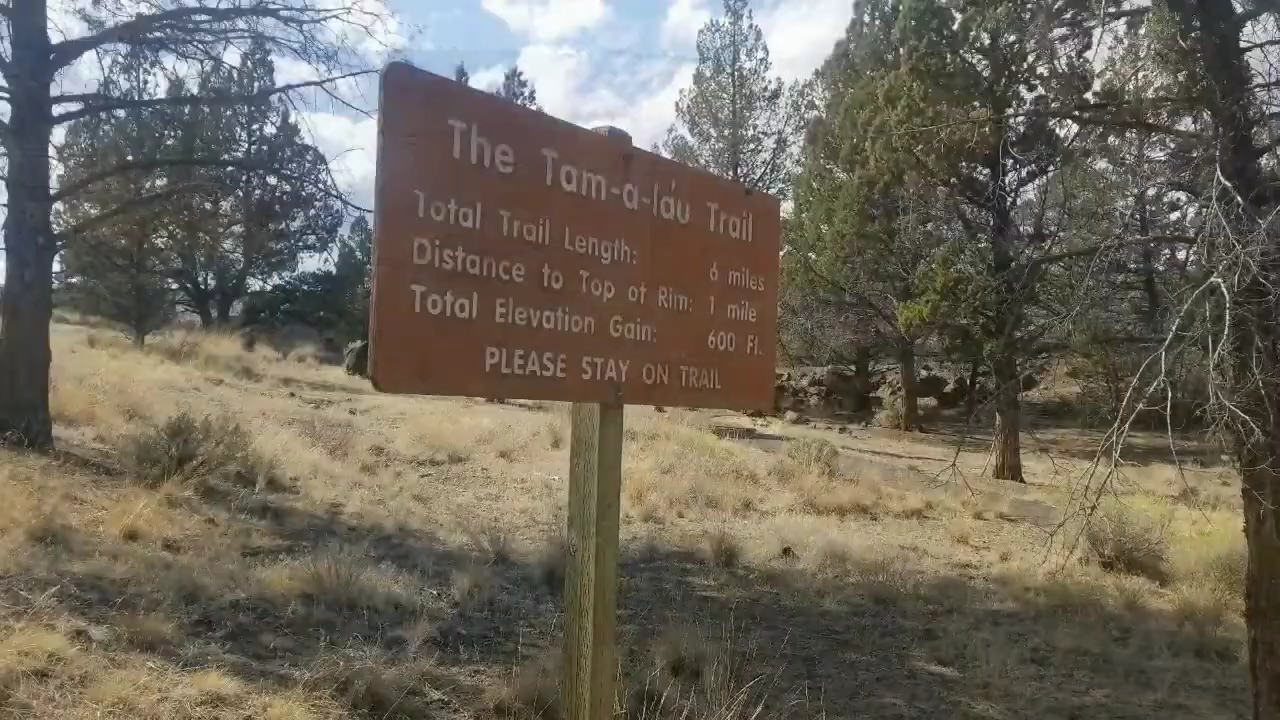 The Tam-a-láu Trail
Total Trail Length: 6 miles
Distance to Top of Rim: 1 mile
Total Elevation Gain: 600 Ft.
PLEASE STAY ON TRAIL